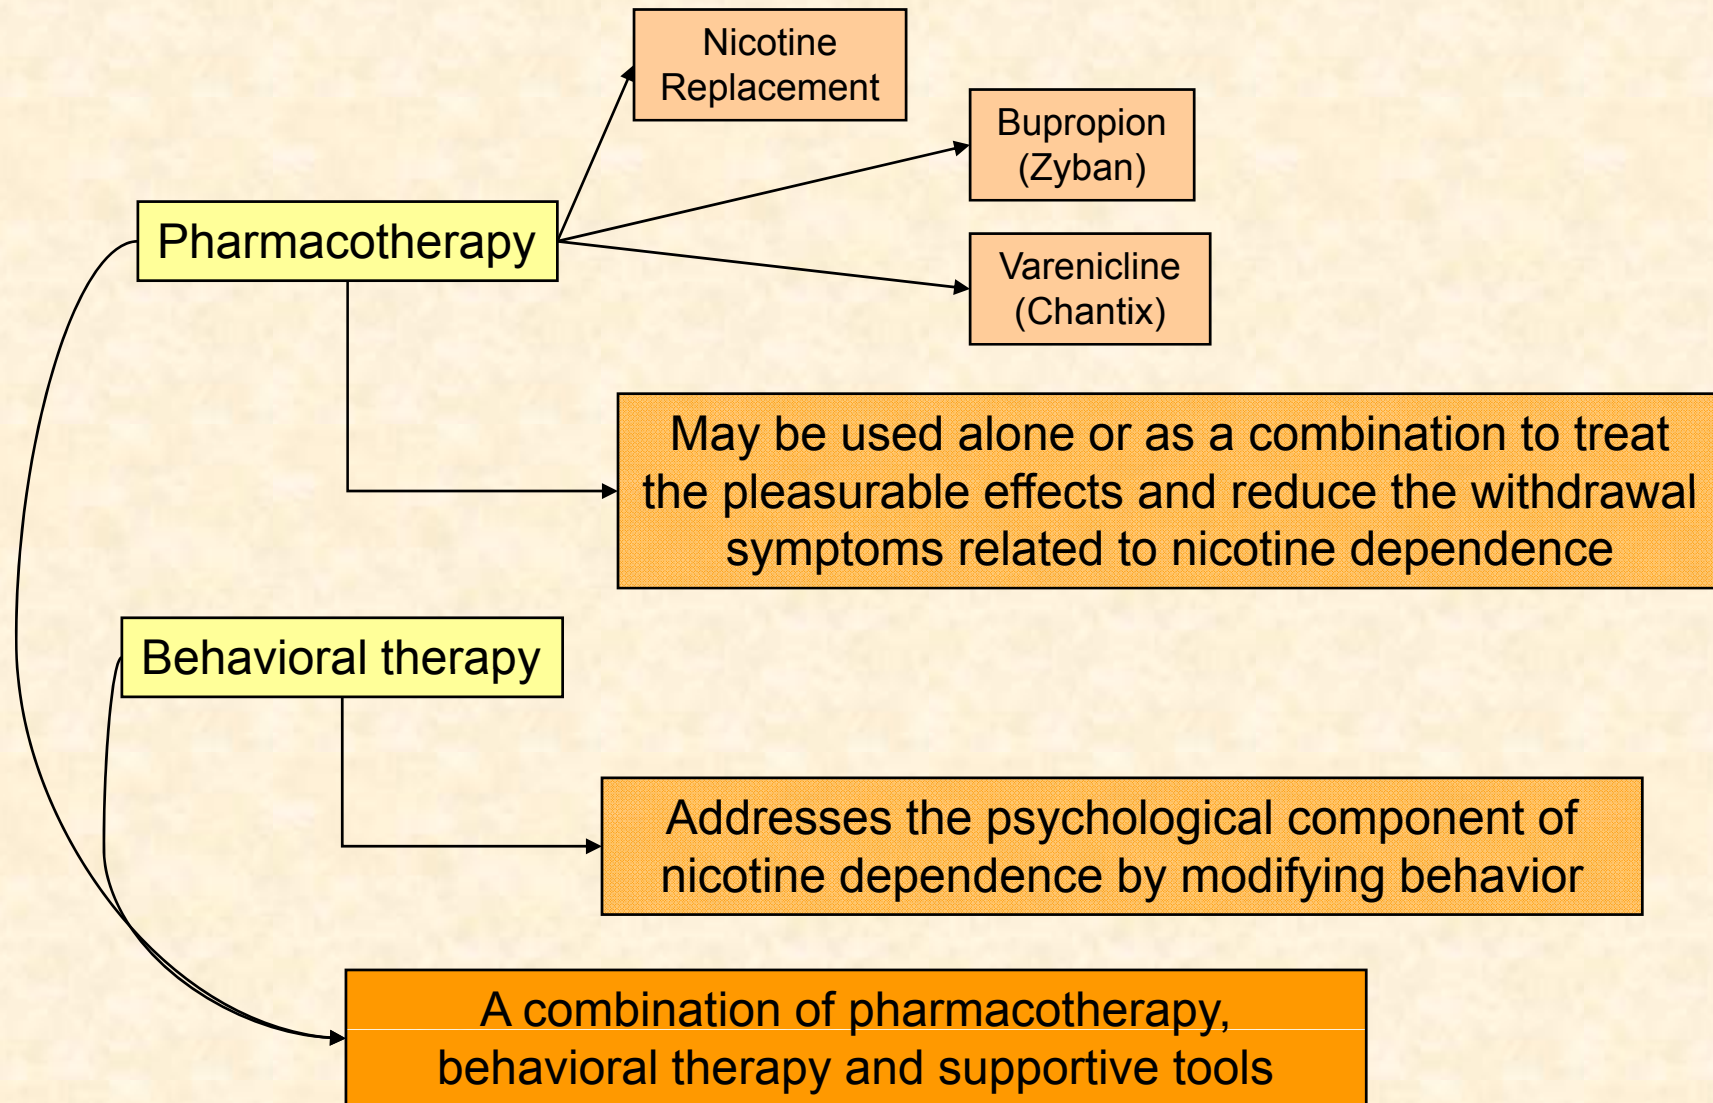 Nicotine
Replacement
Bupropion
(Zyban)
Pharmacotherapy
Varenicline
(Chantix)
May be used alone or as a combination to treat
the pleasurable effects and reduce the withdrawal
symptoms related to nicotine dependence
Behavioral therapy
Addresses the psychological component of
nicotine dependence by modifying behavior
A combination of pharmacotherapy,
behavioral therapy and supportive tools